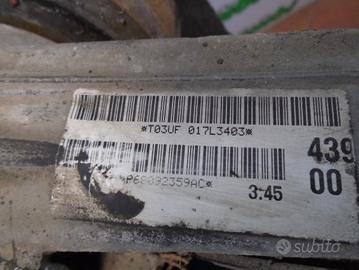 *T03UF 017L3403*
439
P68092359AC*
3:45
00
subito